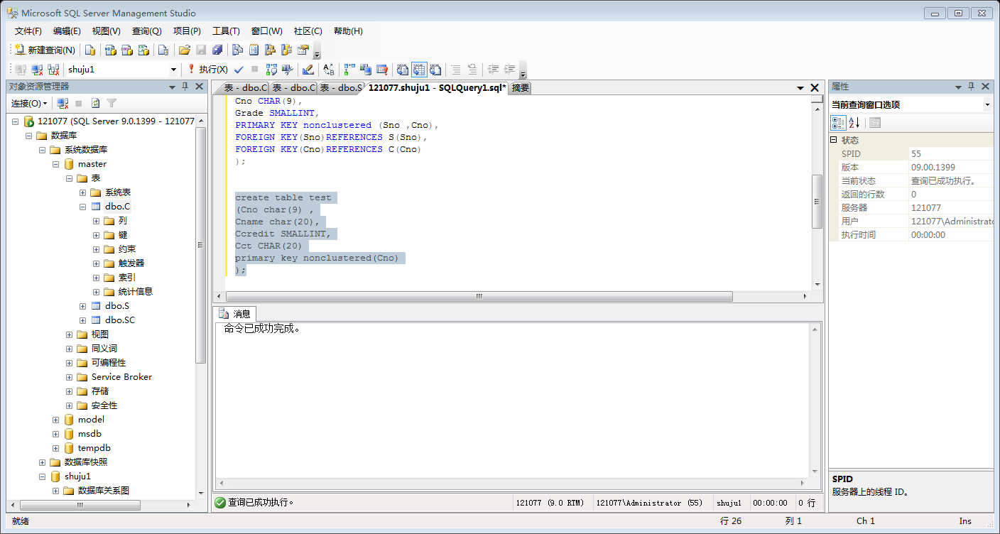 Microsoft SQL Server Management Studio
文件(F) 编辑(E) 视图(V) 查询(Q) 项目(P) 工具(T) 窗口(W) 社区(C) 帮助(H)
新建查询(N)
shuju1 执行(X)
对象资源管理器
连接(O)
121077 (SQL Server 9.0.1399 - 121077
数据库
系统数据库
master
表
系统表
dbo.C
列
键
约束
触发器
索引
统计信息
dbo.S
dbo.SC
视图
同义词
可编程性
Service Broker
存储
安全性
model
msdb
tempdb
数据库快照
shuju1
数据库关系图
表 - dbo.C 表 - dbo.C 表 - dbo.S 121077.shuju1 - SQLQuery1.sql* 摘要
Cno CHAR(9),
Grade SMALLINT,
PRIMARY KEY nonclustered (Sno ,Cno),
FOREIGN KEY(Sno)REFERENCES S(Sno),
FOREIGN KEY(Cno)REFERENCES C(Cno)
);
create table test
(Cno char(9) ,
Cname char(20),
Ccredit SMALLINT,
Cct CHAR(20)
primary key nonclustered(Cno)
);
消息
命令已成功完成。
查询已成功执行。 121077 (9.0 RTM) 121077\Administrator (55) shuju1 00:00:00 0 行
属性
当前查询窗口选项
状态
SPID 55
版本 09.00.1399
当前状态 查询已成功执行。
返回的行数 0
服务器 121077
用户 121077\Administrato
执行时间 00:00:00
SPID
服务器上的线程 ID。
就绪 行 26 列 1 Ch 1 Ins